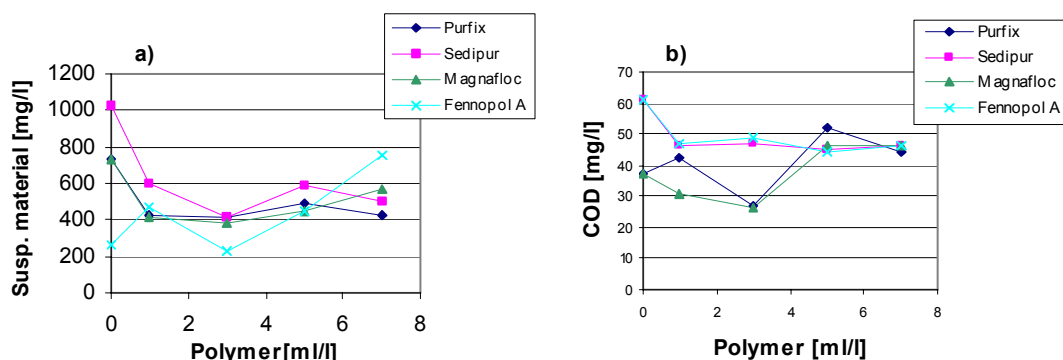 a)
Purfix
Sedipur
Magnafloc
Fennopol A
Susp. material [mg/l]
1200
1000
800
600
400
200
0
0 2 4 6 8
Polymer[ml/l]
b)
Purfix
Sedipur
Magnafloc
Fennopol A
COD [mg/l]
70
60
50
40
30
20
10
0
0 2 4 6 8
Polymer [ml/l]